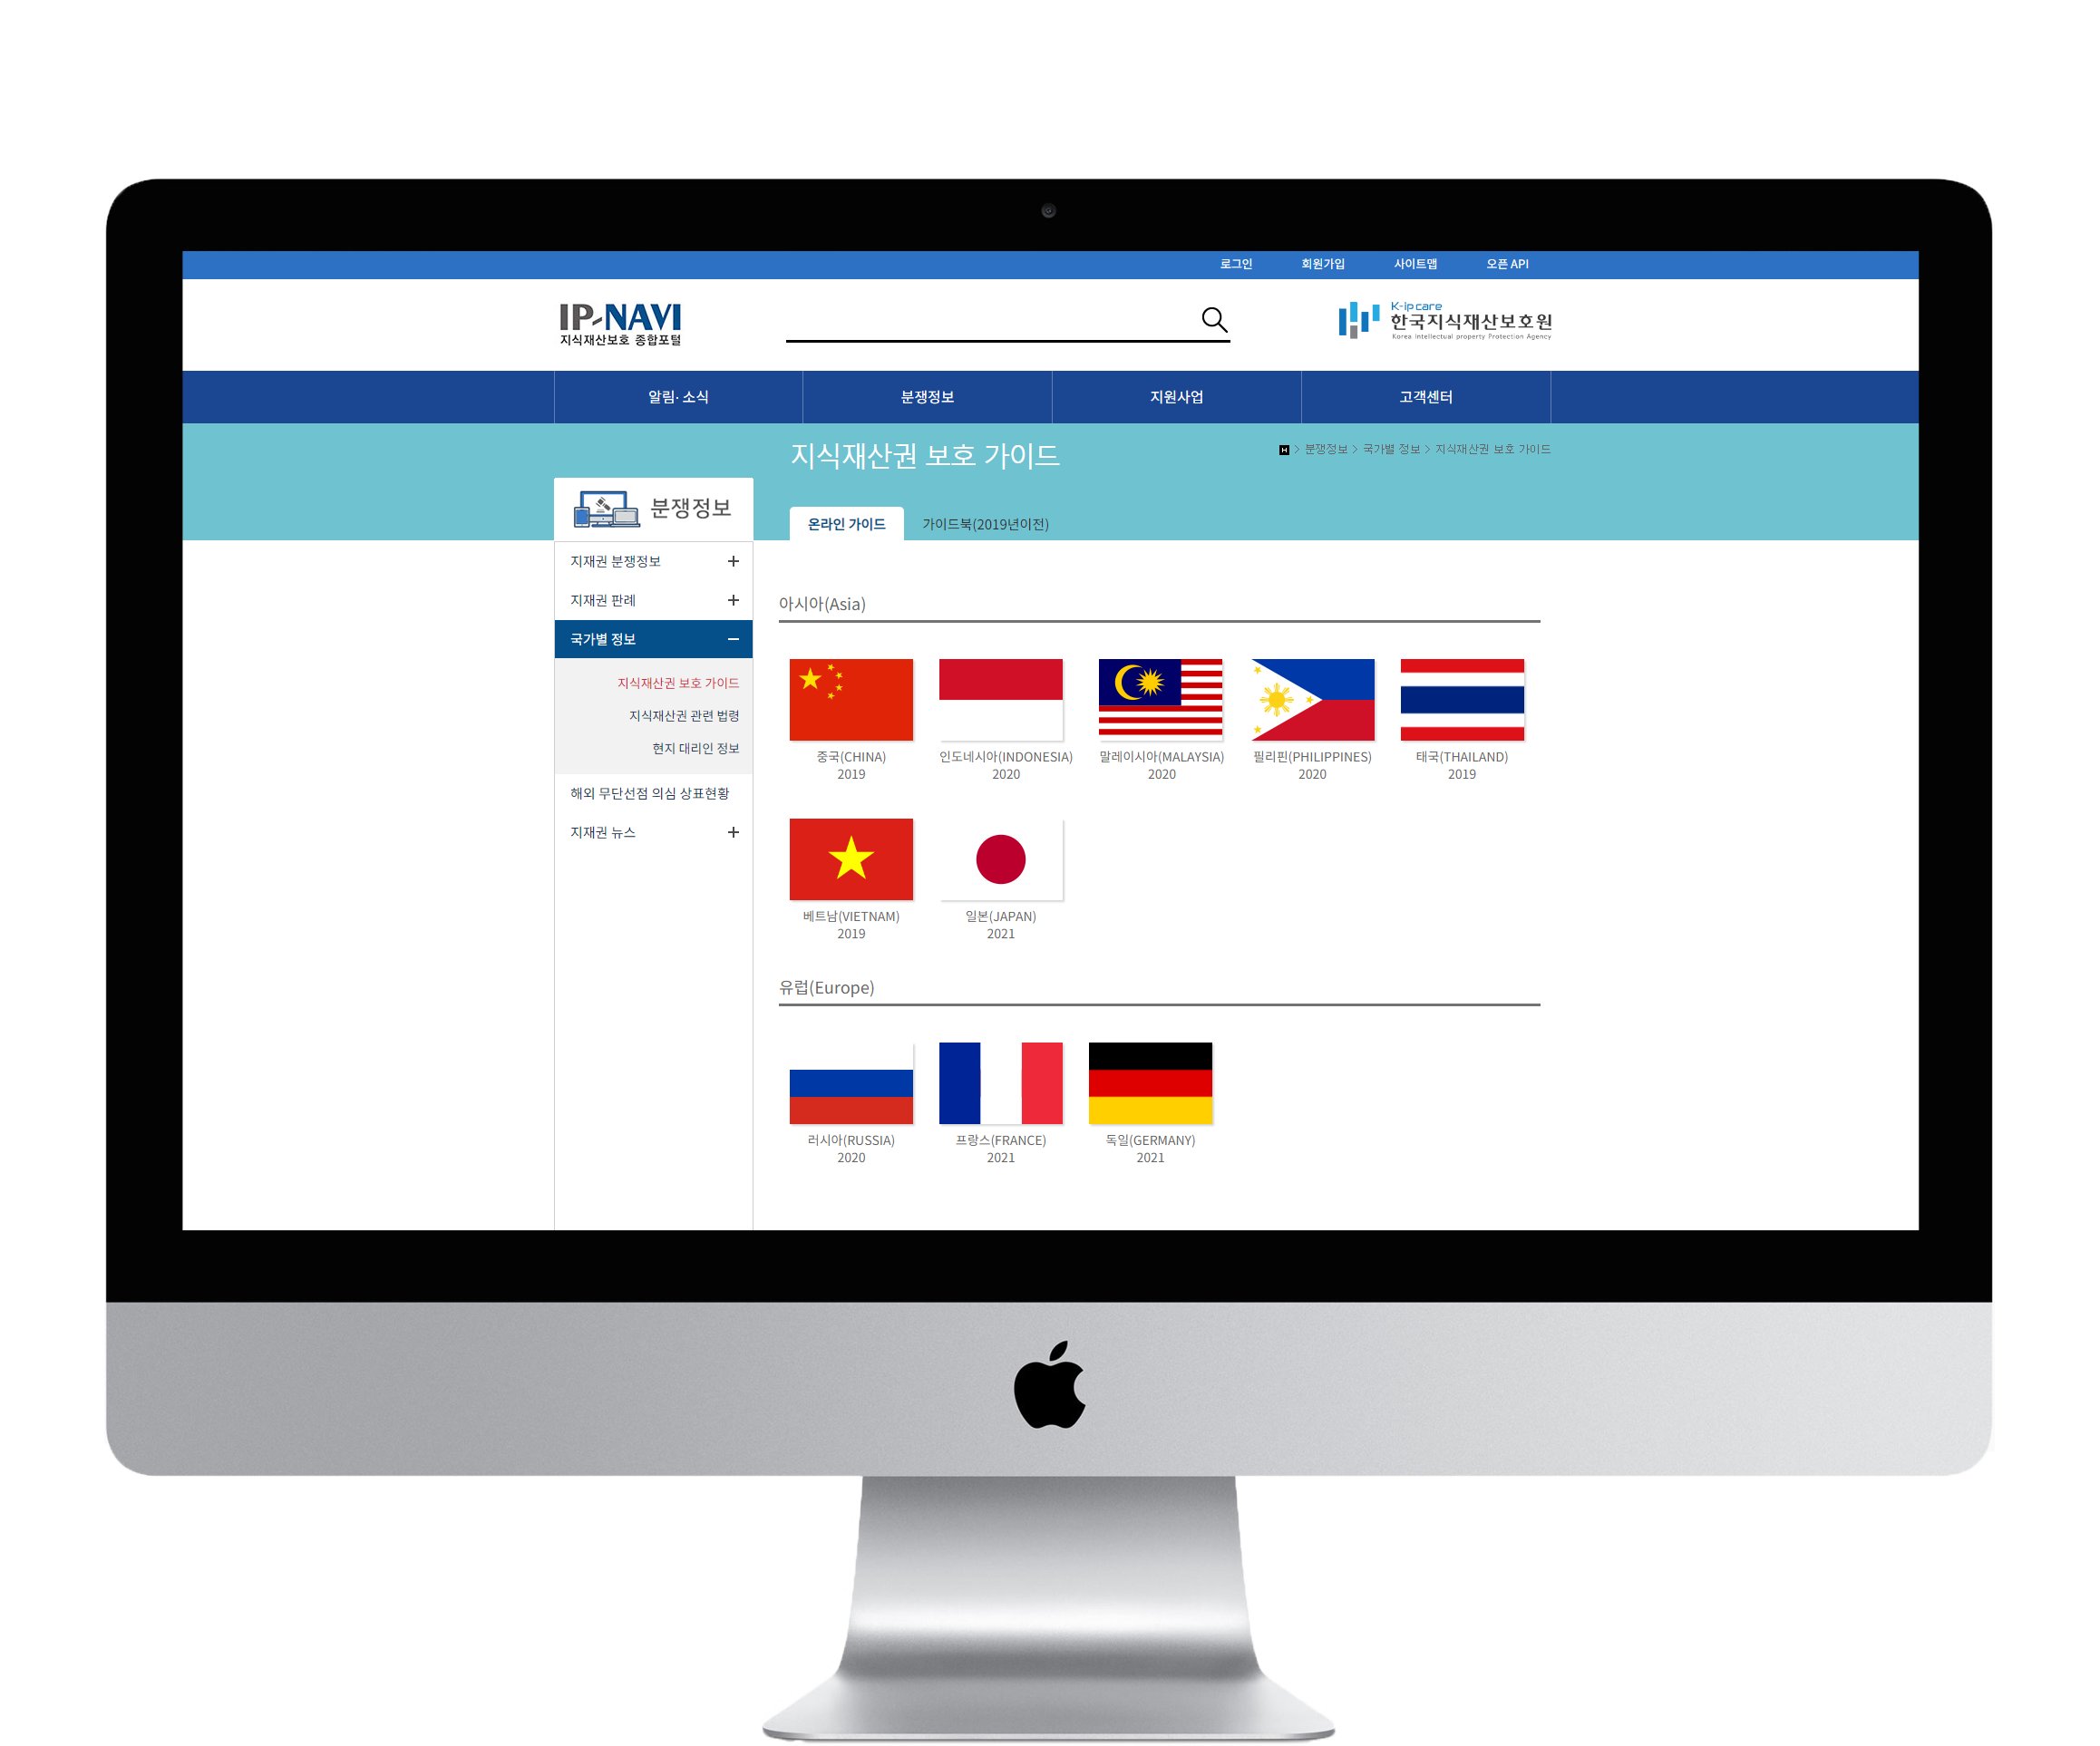 로그인 회원가입 사이트맵 오픈 API
IP-NAVI
지식재산보호 종합포털
K-ip care
한국지식재산보호원
Korea Intellectual property Protection Agency
알림· 소식 분쟁정보 지원사업 고객센터
지식재산권 보호 가이드
H > 분쟁정보 > 국가별 정보 > 지식재산권 보호 가이드
분쟁정보
온라인 가이드 가이드북(2019년이전)
지재권 분쟁정보 +
지재권 판례 +
국가별 정보 −
지식재산권 보호 가이드
지식재산권 관련 법령
현지 대리인 정보
해외 무단선점 의심 상표현황
지재권 뉴스 +
아시아(Asia)
중국(CHINA) 인도네시아(INDONESIA) 말레이시아(MALAYSIA) 필리핀(PHILIPPINES) 태국(THAILAND)
2019 2020 2020 2020 2019
베트남(VIETNAM) 일본(JAPAN)
2019 2021
유럽(Europe)
러시아(RUSSIA) 프랑스(FRANCE) 독일(GERMANY)
2020 2021 2021